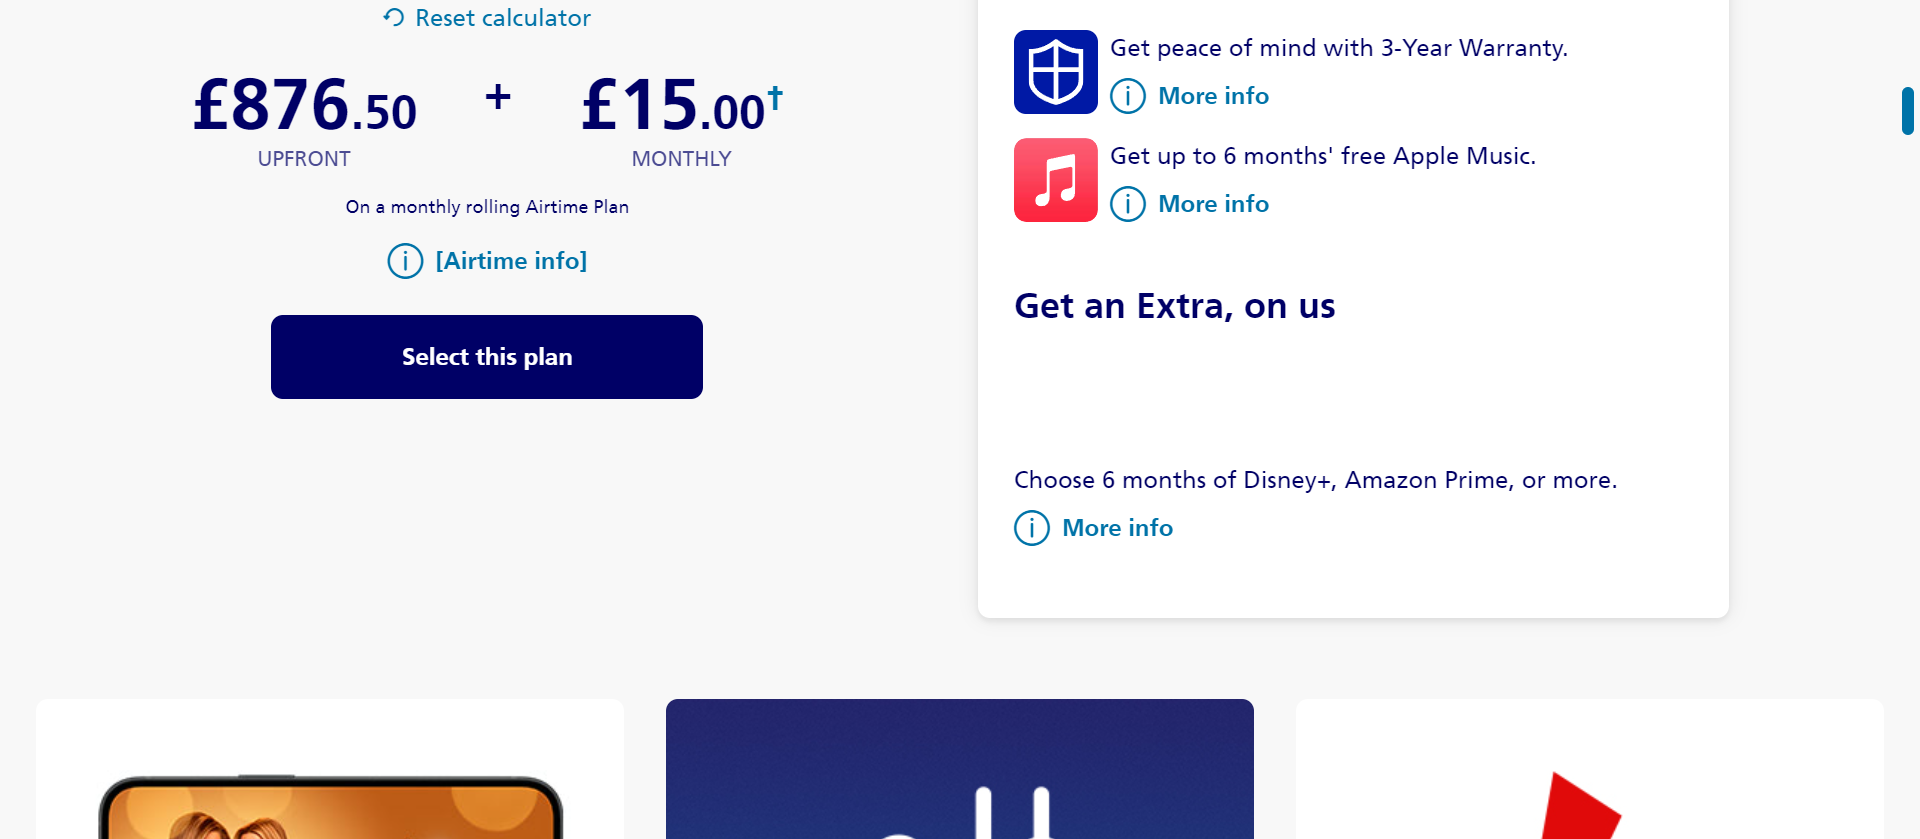 Reset calculator
£876.50
+
£15.00†
UPFRONT
MONTHLY
On a monthly rolling Airtime Plan
[Airtime info]
Select this plan
Get peace of mind with 3-Year Warranty.
More info
Get up to 6 months' free Apple Music.
More info
Get an Extra, on us
Choose 6 months of Disney+, Amazon Prime, or more.
More info